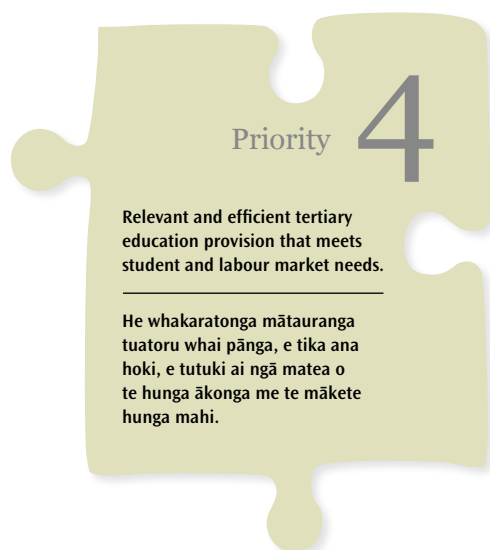 Priority 4
Relevant and efficient tertiary
education provision that meets
student and labour market needs.
He whakaratonga mātauranga
tuatoru whai pānga, e tika ana
hoki, e tutuki ai ngā matea o
te hunga ākonga me te mākete
hunga mahi.